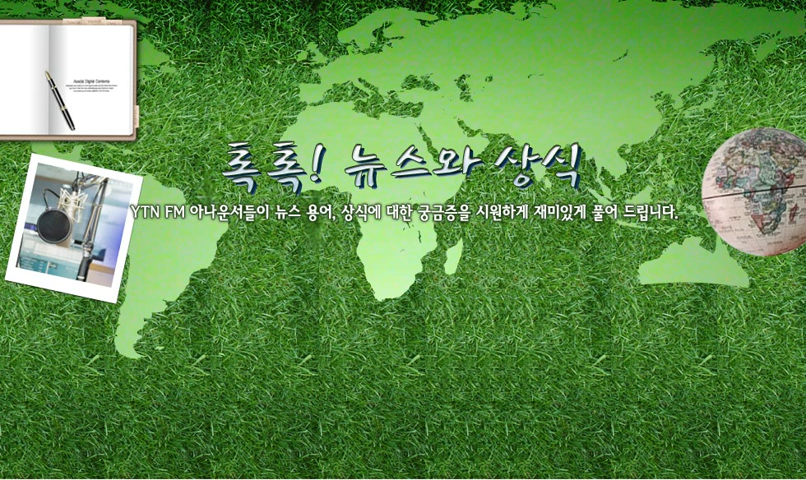 톡톡! 뉴스와 상식
YTN FM 아나운서들이 뉴스 용어, 상식에 대한 궁금증을 시원하게 재미있게 풀어 드립니다.